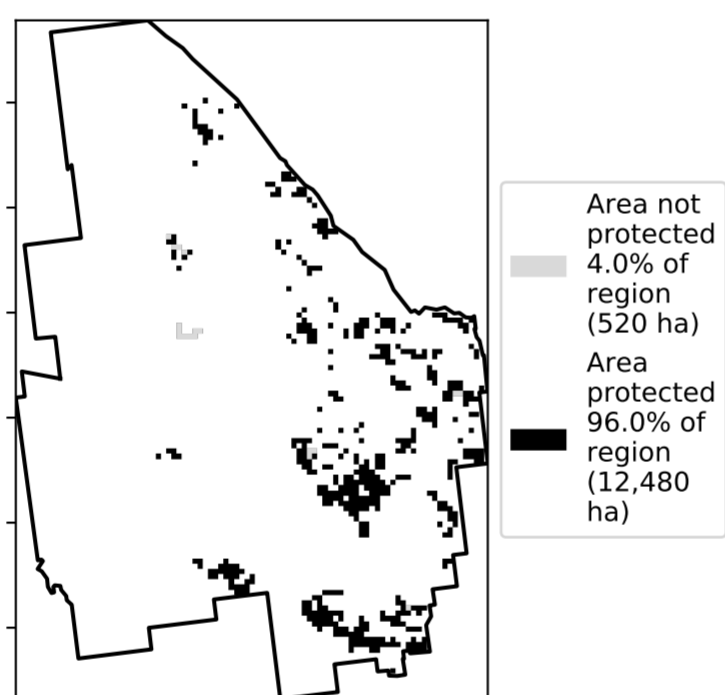 Area not
protected
4.0% of
region
(520 ha)
Area
protected
96.0% of
region
(12,480
ha)